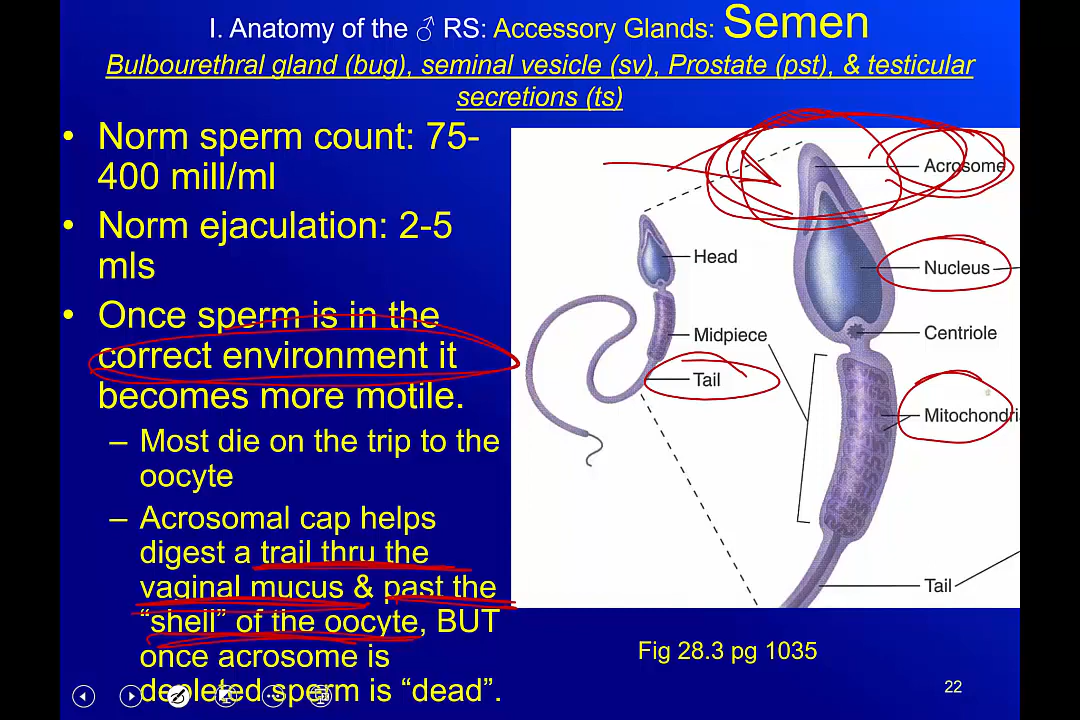 I. Anatomy of the ♂ RS: Accessory Glands: Semen
Bulbourethral gland (bug), seminal vesicle (sv), Prostate (pst), & testicular
secretions (ts)
• Norm sperm count: 75-
400 mill/ml
• Norm ejaculation: 2-5
mls
• Once sperm is in the
correct environment it
becomes more motile.
– Most die on the trip to the
oocyte
– Acrosomal cap helps
digest a trail thru the
vaginal mucus & past the
“shell” of the oocyte, BUT
once acrosome is
depleted sperm is “dead”.
Head
Midpiece
Tail
Acrosome
Nucleus
Centriole
Mitochondri
Tail
Fig 28.3 pg 1035
22